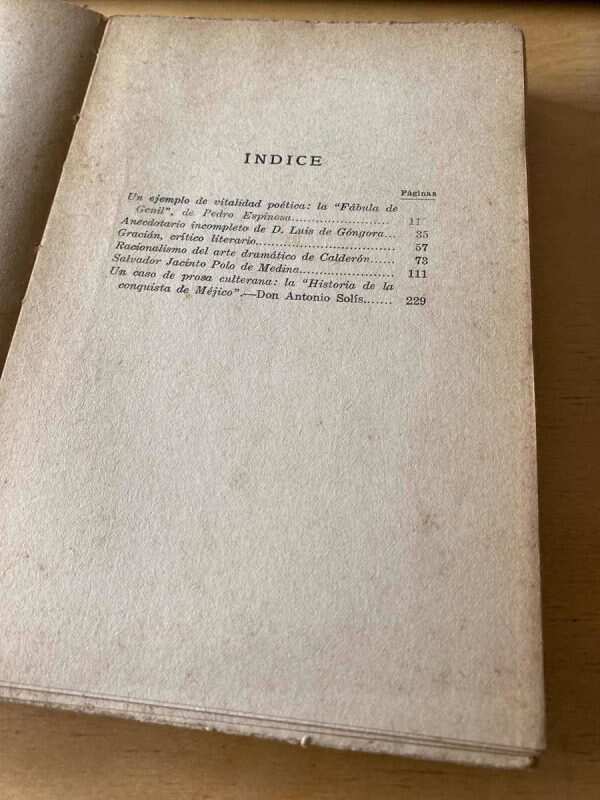 INDICE
Páginas
Un ejemplo de vitalidad poética: la "Fábula de
Genil", de Pedro Espinosa.................. 11
Anecdotario incompleto de D. Luis de Góngora... 35
Gracián, crítico literario......................... 57
Racionalismo del arte dramático de Calderón...... 73
Salvador Jacinto Polo de Medina................... 111
Un caso de prosa culterana: la "Historia de la
conquista de Méjico".—Don Antonio Solís...... 229